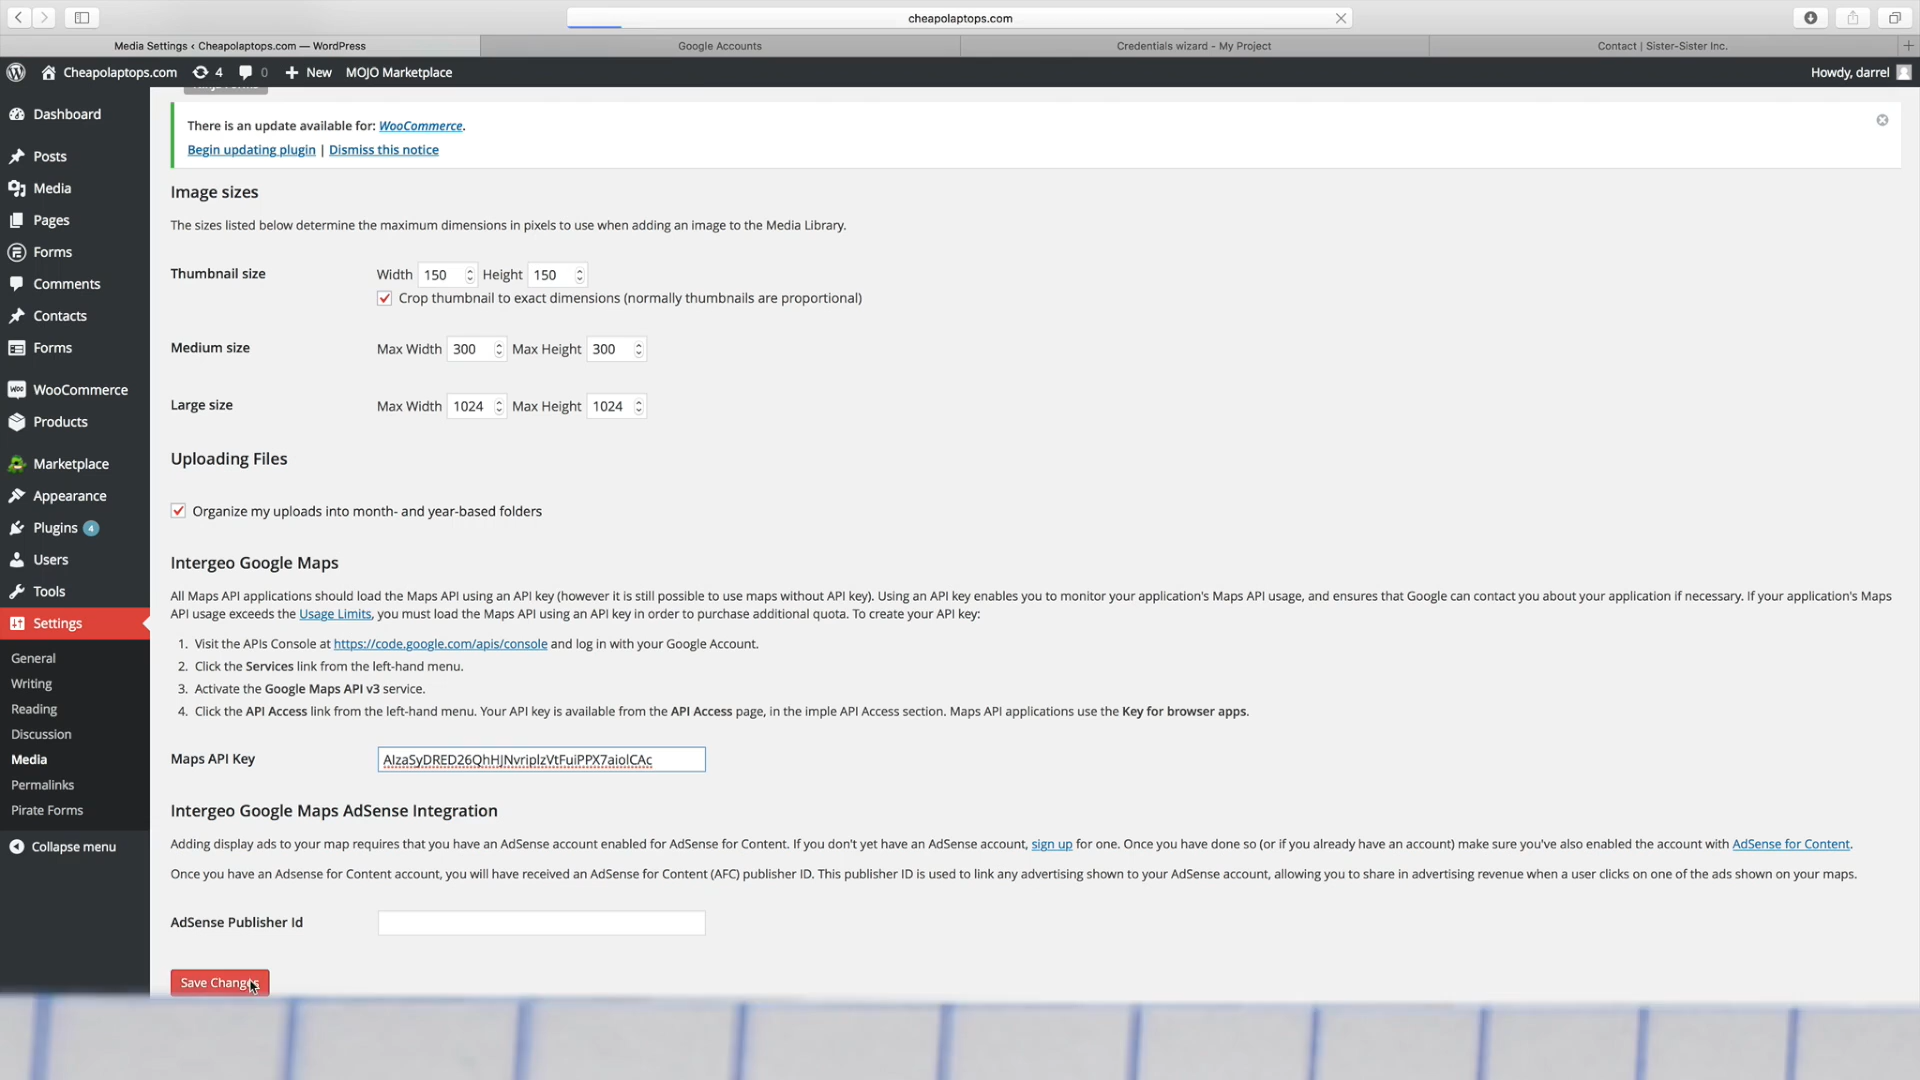 cheapolaptops.com
Media Settings ‹ Cheapolaptops.com — WordPress
Google Accounts
Credentials wizard - My Project
Contact | Sister-Sister Inc.
Cheapolaptops.com 4 0 New MOJO Marketplace
Howdy, darrel
Dashboard
Posts
Media
Pages
Forms
Comments
Contacts
Forms
WooCommerce
Products
Marketplace
Appearance
Plugins 4
Users
Tools
Settings
General
Writing
Reading
Discussion
Media
Permalinks
Pirate Forms
Collapse menu
There is an update available for: WooCommerce.
Begin updating plugin | Dismiss this notice
Image sizes
The sizes listed below determine the maximum dimensions in pixels to use when adding an image to the Media Library.
Thumbnail size
Width 150 Height 150
Crop thumbnail to exact dimensions (normally thumbnails are proportional)
Medium size
Max Width 300 Max Height 300
Large size
Max Width 1024 Max Height 1024
Uploading Files
Organize my uploads into month- and year-based folders
Intergeo Google Maps
All Maps API applications should load the Maps API using an API key (however it is still possible to use maps without API key). Using an API key enables you to monitor your application's Maps API usage, and ensures that Google can contact you about your application if necessary. If your application's Maps
API usage exceeds the Usage Limits, you must load the Maps API using an API key in order to purchase additional quota. To create your API key:
1. Visit the APIs Console at https://code.google.com/apis/console and log in with your Google Account.
2. Click the Services link from the left-hand menu.
3. Activate the Google Maps API v3 service.
4. Click the API Access link from the left-hand menu. Your API key is available from the API Access page, in the imple API Access section. Maps API applications use the Key for browser apps.
Maps API Key
Intergeo Google Maps AdSense Integration
Adding display ads to your map requires that you have an AdSense account enabled for AdSense for Content. If you don't yet have an AdSense account, sign up for one. Once you have done so (or if you already have an account) make sure you've also enabled the account with AdSense for Content.
Once you have an Adsense for Content account, you will have received an AdSense for Content (AFC) publisher ID. This publisher ID is used to link any advertising shown to your AdSense account, allowing you to share in advertising revenue when a user clicks on one of the ads shown on your maps.
AdSense Publisher Id
Save Changes